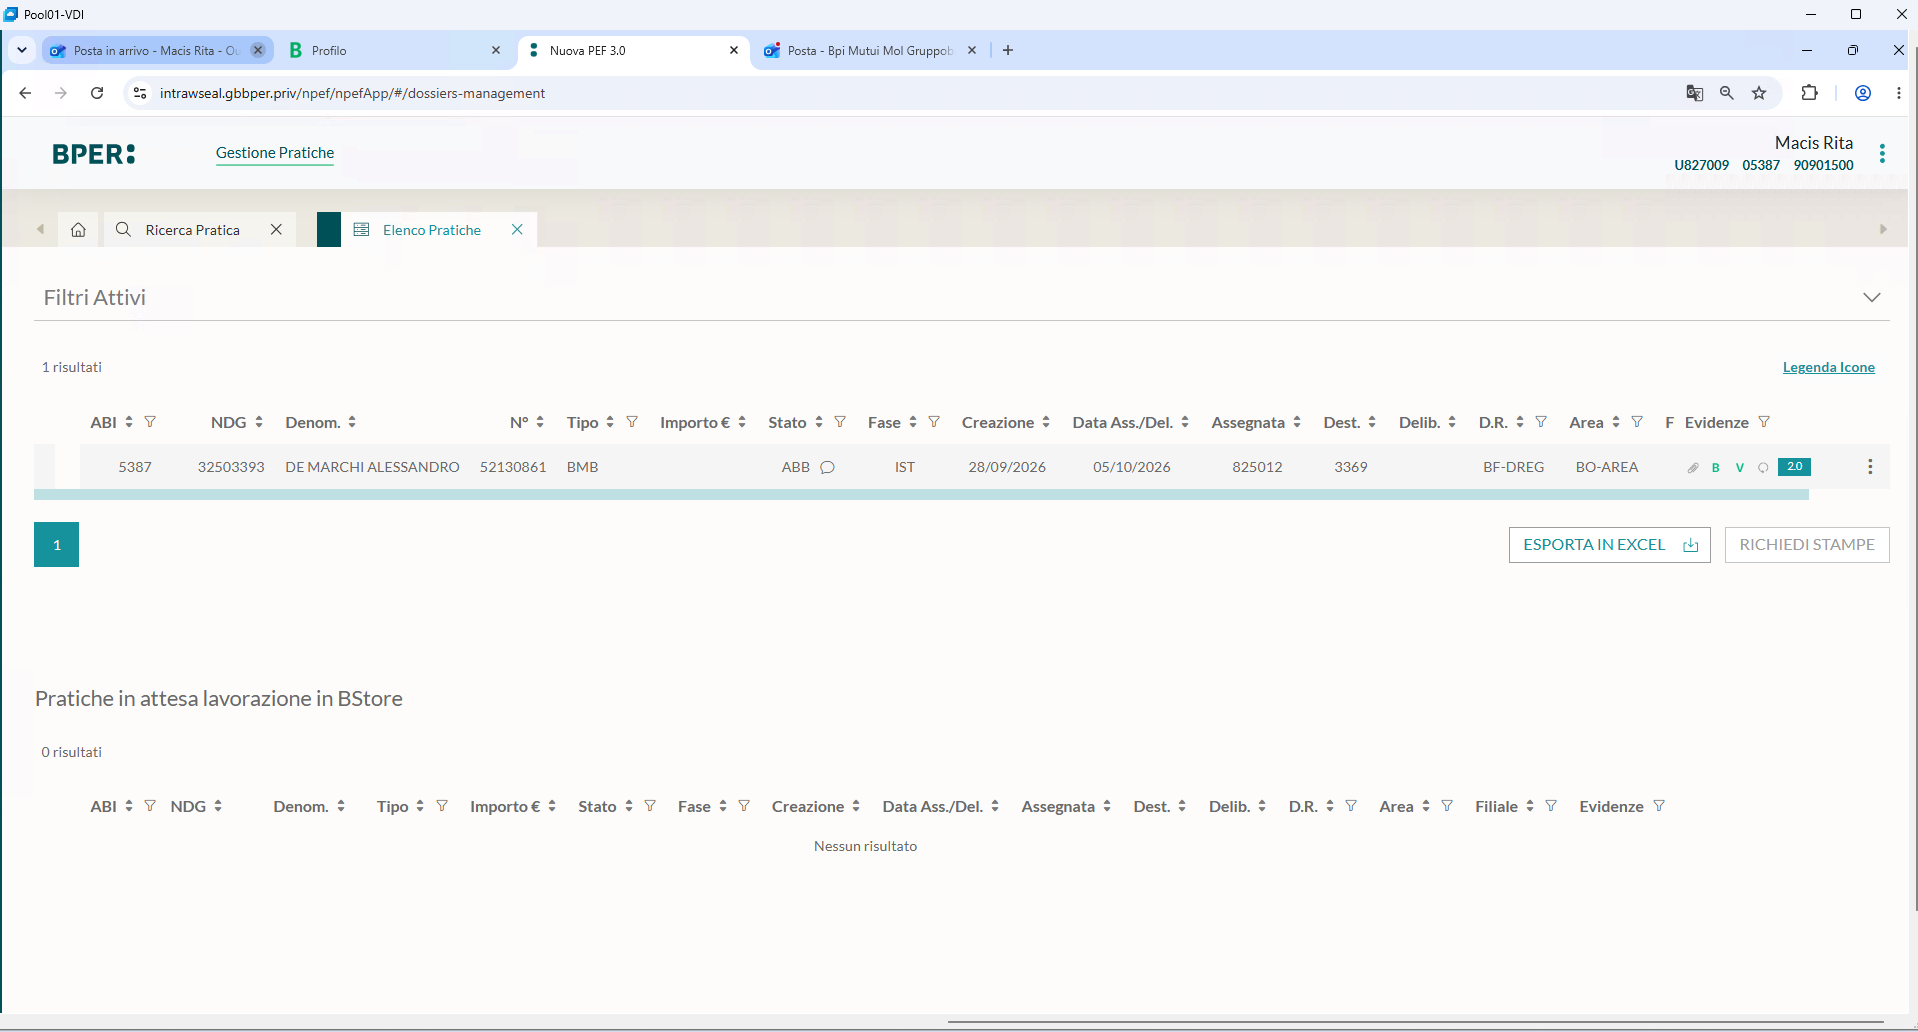 Pool01-VDI
Posta in arrivo - Macis Rita - Ou
Profilo
Nuova PEF 3.0
Posta - Bpi Mutui Mol Gruppob
intrawseal.gbbper.priv/npef/npefApp/#/dossiers-management
BPER:
Gestione Pratiche
Macis Rita
U827009 05387 90901500
Ricerca Pratica
Elenco Pratiche
Filtri Attivi
1 risultati
Legenda Icone
ABI NDG Denom. N° Tipo Importo € Stato Fase Creazione Data Ass./Del. Assegnata Dest. Delib. D.R. Area F Evidenze
5387 32503393 DE MARCHI ALESSANDRO 52130861 BMB ABB IST 28/09/2026 05/10/2026 825012 3369 BF-DREG BO-AREA B V 2.0
1
ESPORTA IN EXCEL
RICHIEDI STAMPE
Pratiche in attesa lavorazione in BStore
0 risultati
ABI NDG Denom. Tipo Importo € Stato Fase Creazione Data Ass./Del. Assegnata Dest. Delib. D.R. Area Filiale Evidenze
Nessun risultato